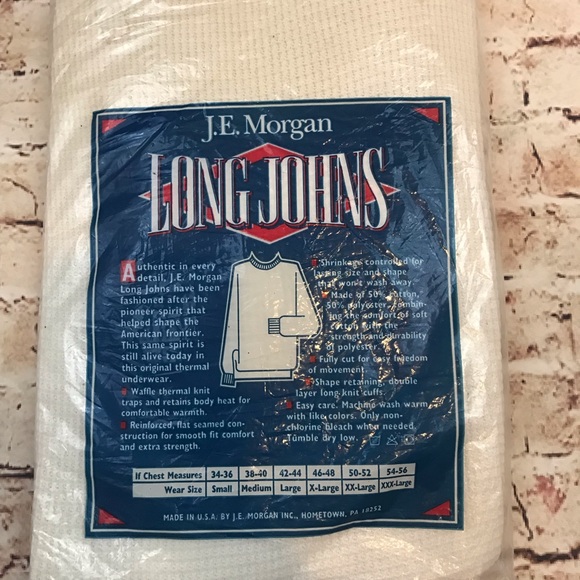 J.E. Morgan
LONG JOHNS
Authentic in every
detail, J.E. Morgan
Long Johns have been
fashioned after the
pioneer spirit that
helped shape the
American frontier.
This same spirit is
still alive today in
this original thermal
underwear.
Waffle thermal knit
traps and retains body heat for
comfortable warmth.
Reinforced, flat seamed con-
struction for smooth fit comfort
and extra strength.
Shrinkage controlled for
lasting size and shape
that won't wash away.
Made of 50% cotton,
50% polyester, combin-
ing the comfort of soft
cotton with the
strength and durability
of polyester.
Fully cut for easy freedom
of movement
Shape retaining, double
layer long knit cuffs.
Easy care. Machine wash warm
with like colors. Only non-
chlorine bleach when needed.
Tumble dry low.
If Chest Measures 34-36 38-40 42-44 46-48 50-52 54-56
Wear Size Small Medium Large X-Large XX-Large XXX-Large
MADE IN U.S.A. BY J.E. MORGAN INC., HOMETOWN, PA 18252